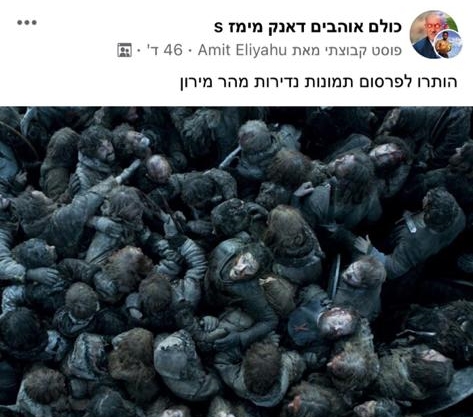 כולם אוהבים דאנק מימז s
פוסט קבוצתי מאת Amit Eliyahu · 46 ד' ·
הותרו לפרסום תמונות נדירות מהר מירון